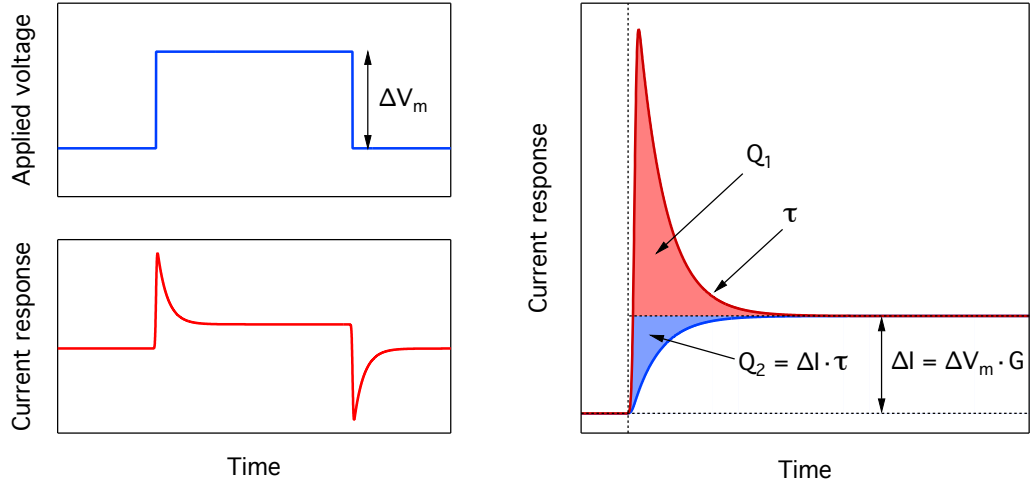 Applied voltage
ΔVₘ
Current response
Time
Current response
Q₁
τ
Q₂ = ΔI · τ
ΔI = ΔVₘ · G
Time